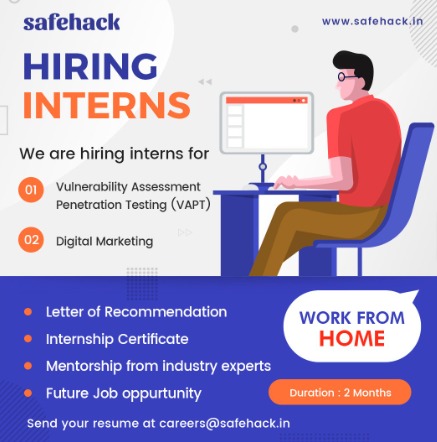 safehack
www.safehack.in
HIRING
INTERNS
We are hiring interns for
01 Vulnerability Assessment
Penetration Testing (VAPT)
02 Digital Marketing
Letter of Recommendation
Internship Certificate
Mentorship from industry experts
Future Job oppurtunity
WORK FROM
HOME
Duration : 2 Months
Send your resume at careers@safehack.in